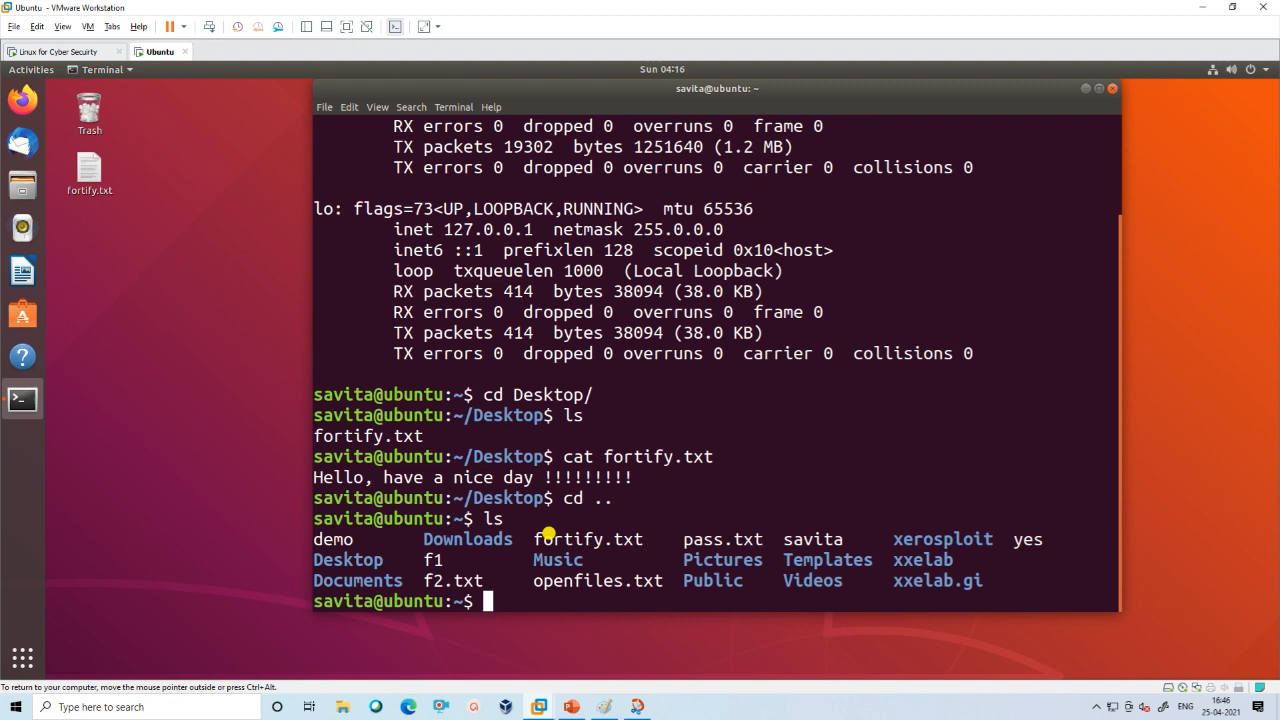 Ubuntu - VMware Workstation
File Edit View VM Tabs Help
Linux for Cyber Secuirty Ubuntu
Activities Terminal Sun 04:16
savita@ubuntu: ~
File Edit View Search Terminal Help
Trash
fortify.txt
RX errors 0 dropped 0 overruns 0 frame 0
TX packets 19302 bytes 1251640 (1.2 MB)
TX errors 0 dropped 0 overruns 0 carrier 0 collisions 0
lo: flags=73<UP,LOOPBACK,RUNNING> mtu 65536
inet 127.0.0.1 netmask 255.0.0.0
inet6 ::1 prefixlen 128 scopeid 0x10<host>
loop txqueuelen 1000 (Local Loopback)
RX packets 414 bytes 38094 (38.0 KB)
RX errors 0 dropped 0 overruns 0 frame 0
TX packets 414 bytes 38094 (38.0 KB)
TX errors 0 dropped 0 overruns 0 carrier 0 collisions 0
savita@ubuntu:~$ cd Desktop/
savita@ubuntu:~/Desktop$ ls
fortify.txt
savita@ubuntu:~/Desktop$ cat fortify.txt
Hello, have a nice day !!!!!!!!!
savita@ubuntu:~/Desktop$ cd ..
savita@ubuntu:~$ ls
demo Downloads fortify.txt pass.txt savita xerosploit yes
Desktop f1 Music Pictures Templates xxelab
Documents f2.txt openfiles.txt Public Videos xxelab.gi
savita@ubuntu:~$
To return to your computer, move the mouse pointer outside or press Ctrl+Alt.
Type here to search
ENG
16:46
25-04-2021